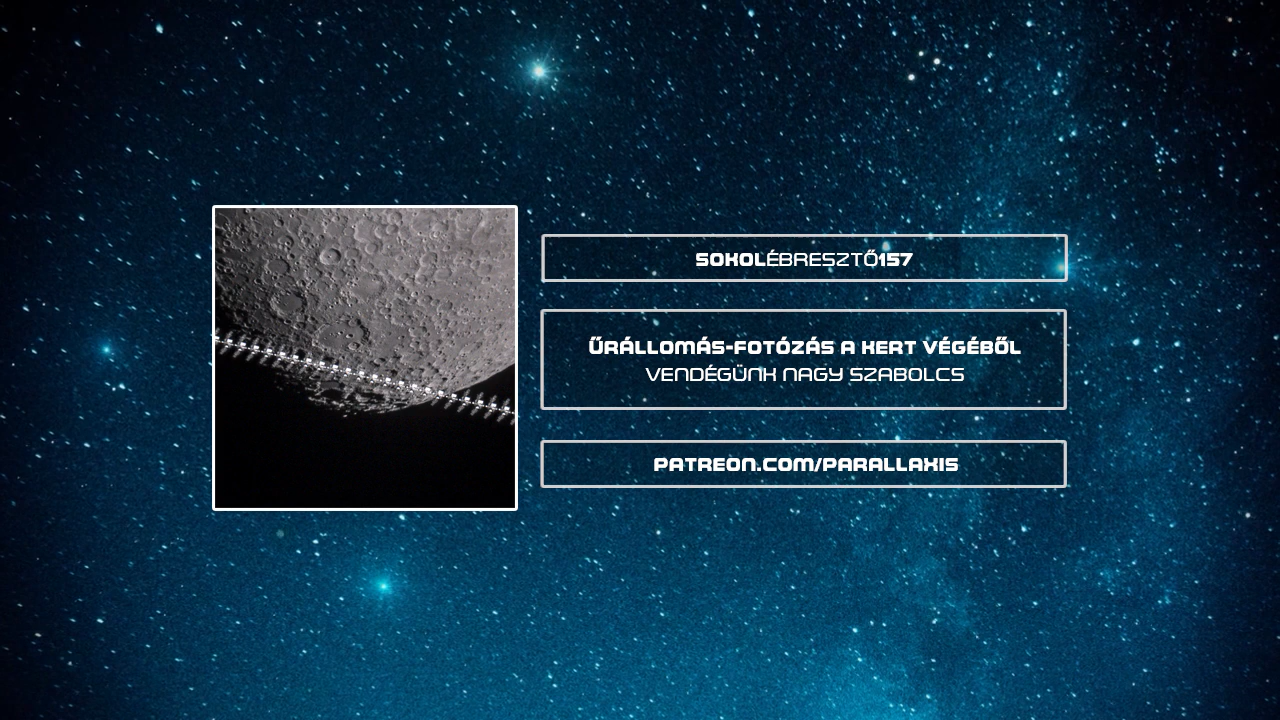 SOKOLÉBRESZTŐ157
ŰRÁLLOMÁS-FOTÓZÁS A KERT VÉGÉBŐL
VENDÉGÜNK NAGY SZABOLCS
PATREON.COM/PARALLAXIS